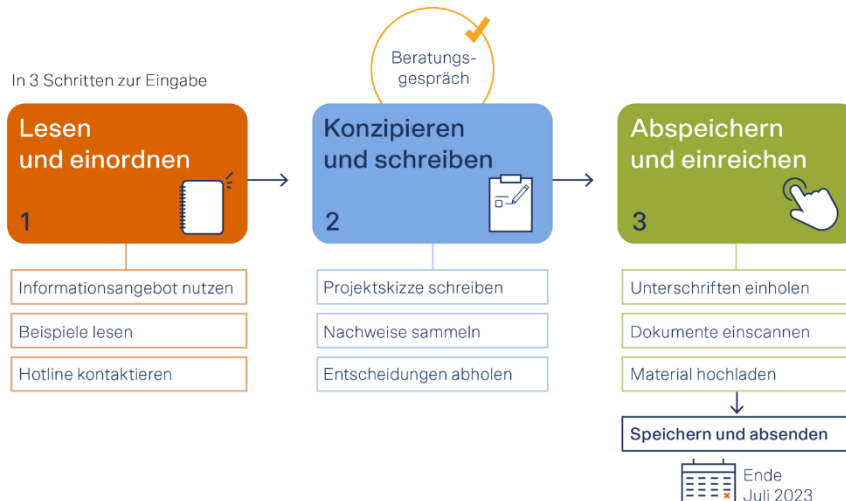 Beratungs-
gespräch
In 3 Schritten zur Eingabe
Lesen
und einordnen
1
Konzipieren
und schreiben
2
Abspeichern
und einreichen
3
Informationsangebot nutzen
Beispiele lesen
Hotline kontaktieren
Projektskizze schreiben
Nachweise sammeln
Entscheidungen abholen
Unterschriften einholen
Dokumente einscannen
Material hochladen
Speichern und absenden
Ende
Juli 2023